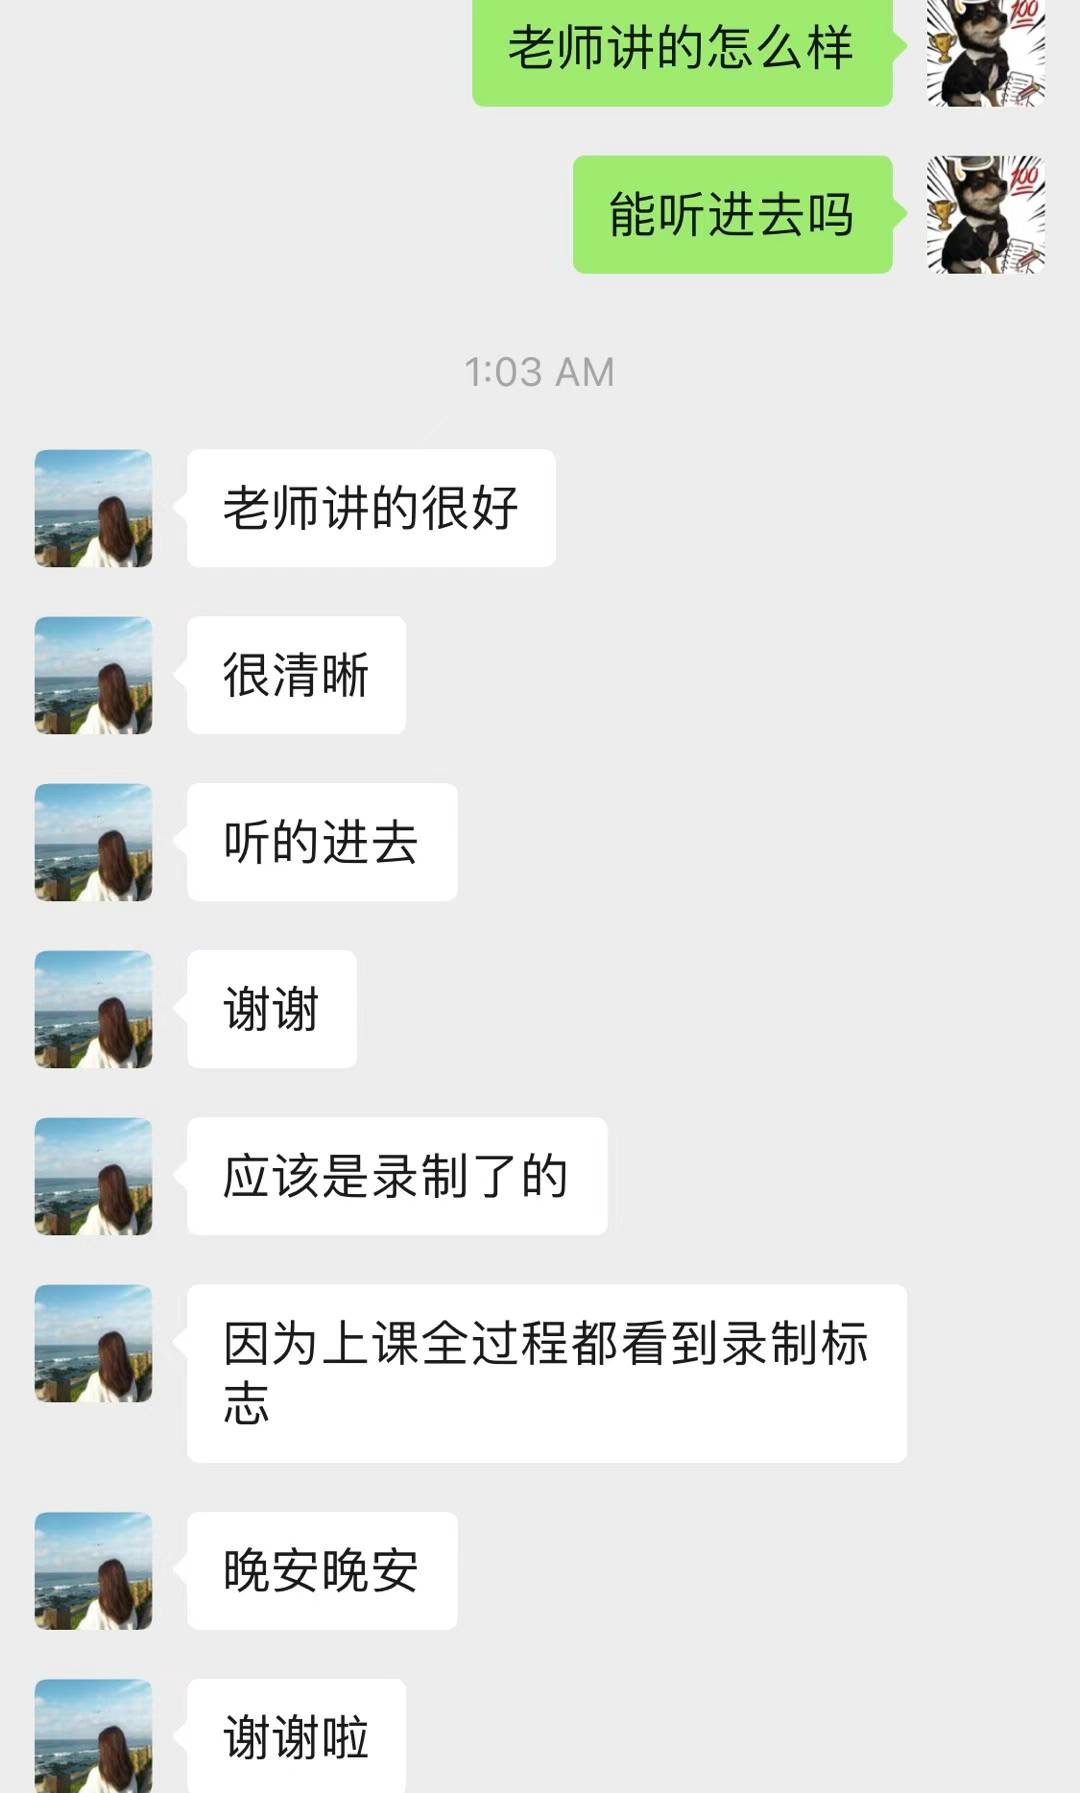 老师讲的怎么样
100
能听进去吗
100
1:03 AM
老师讲的很好
很清晰
听的进去
谢谢
应该是录制了的
因为上课全过程都看到录制标
志
晚安晚安
谢谢啦